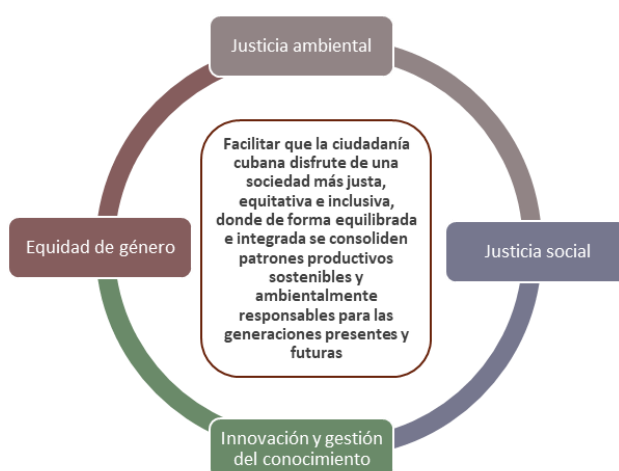 Justicia ambiental
Facilitar que la ciudadanía
cubana disfrute de una
sociedad más justa,
equitativa e inclusiva,
donde de forma equilibrada
e integrada se consoliden
patrones productivos
sostenibles y
ambientalmente
responsables para las
generaciones presentes y
futuras
Equidad de género
Justicia social
Innovación y gestión
del conocimiento